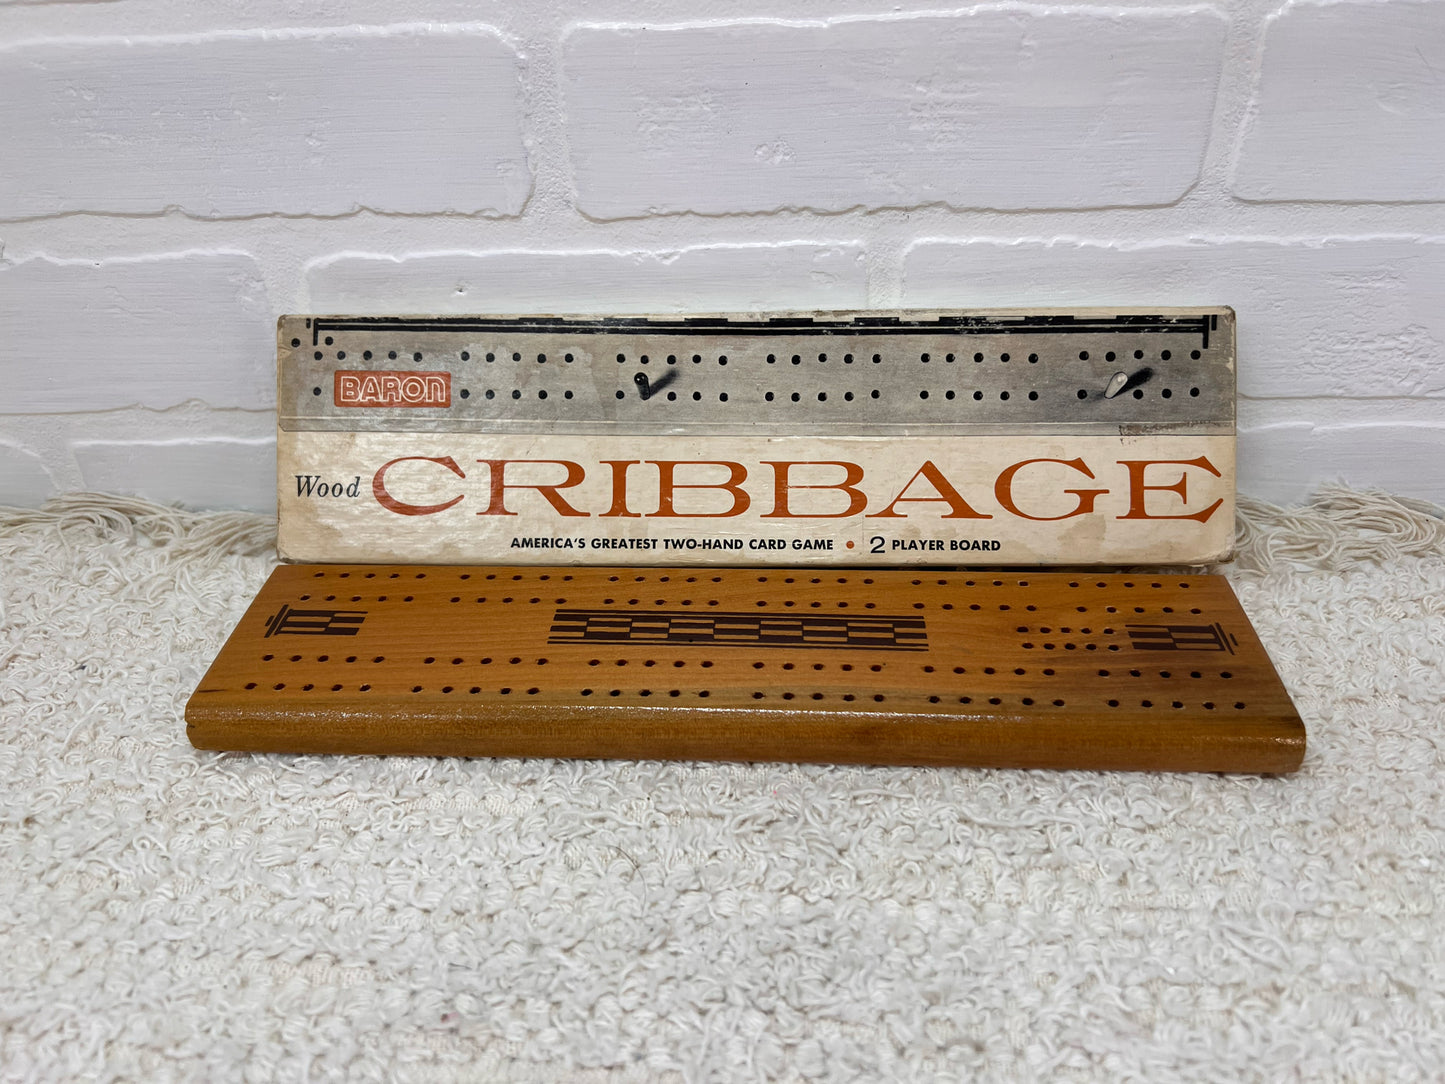 BARON
Wood CRIBBAGE
AMERICA'S GREATEST TWO-HAND CARD GAME • 2 PLAYER BOARD